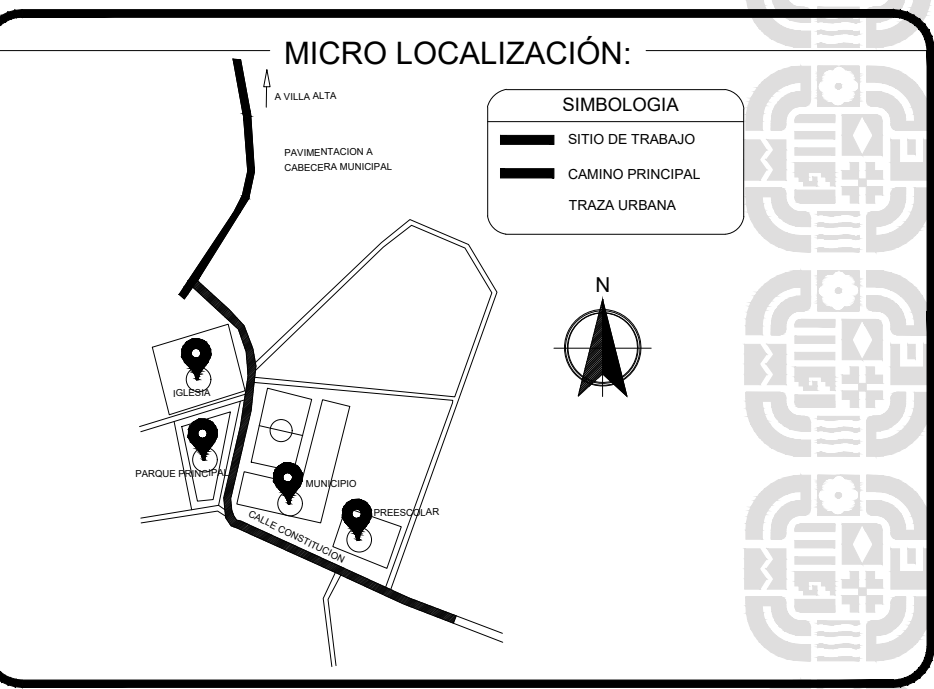 MICRO LOCALIZACIÓN:
A VILLA ALTA
PAVIMENTACION A
CABECERA MUNICIPAL
SIMBOLOGIA
SITIO DE TRABAJO
CAMINO PRINCIPAL
TRAZA URBANA
N
IGLESIA
PARQUE PRINCIPAL
MUNICIPIO
PREESCOLAR
CALLE CONSTITUCION